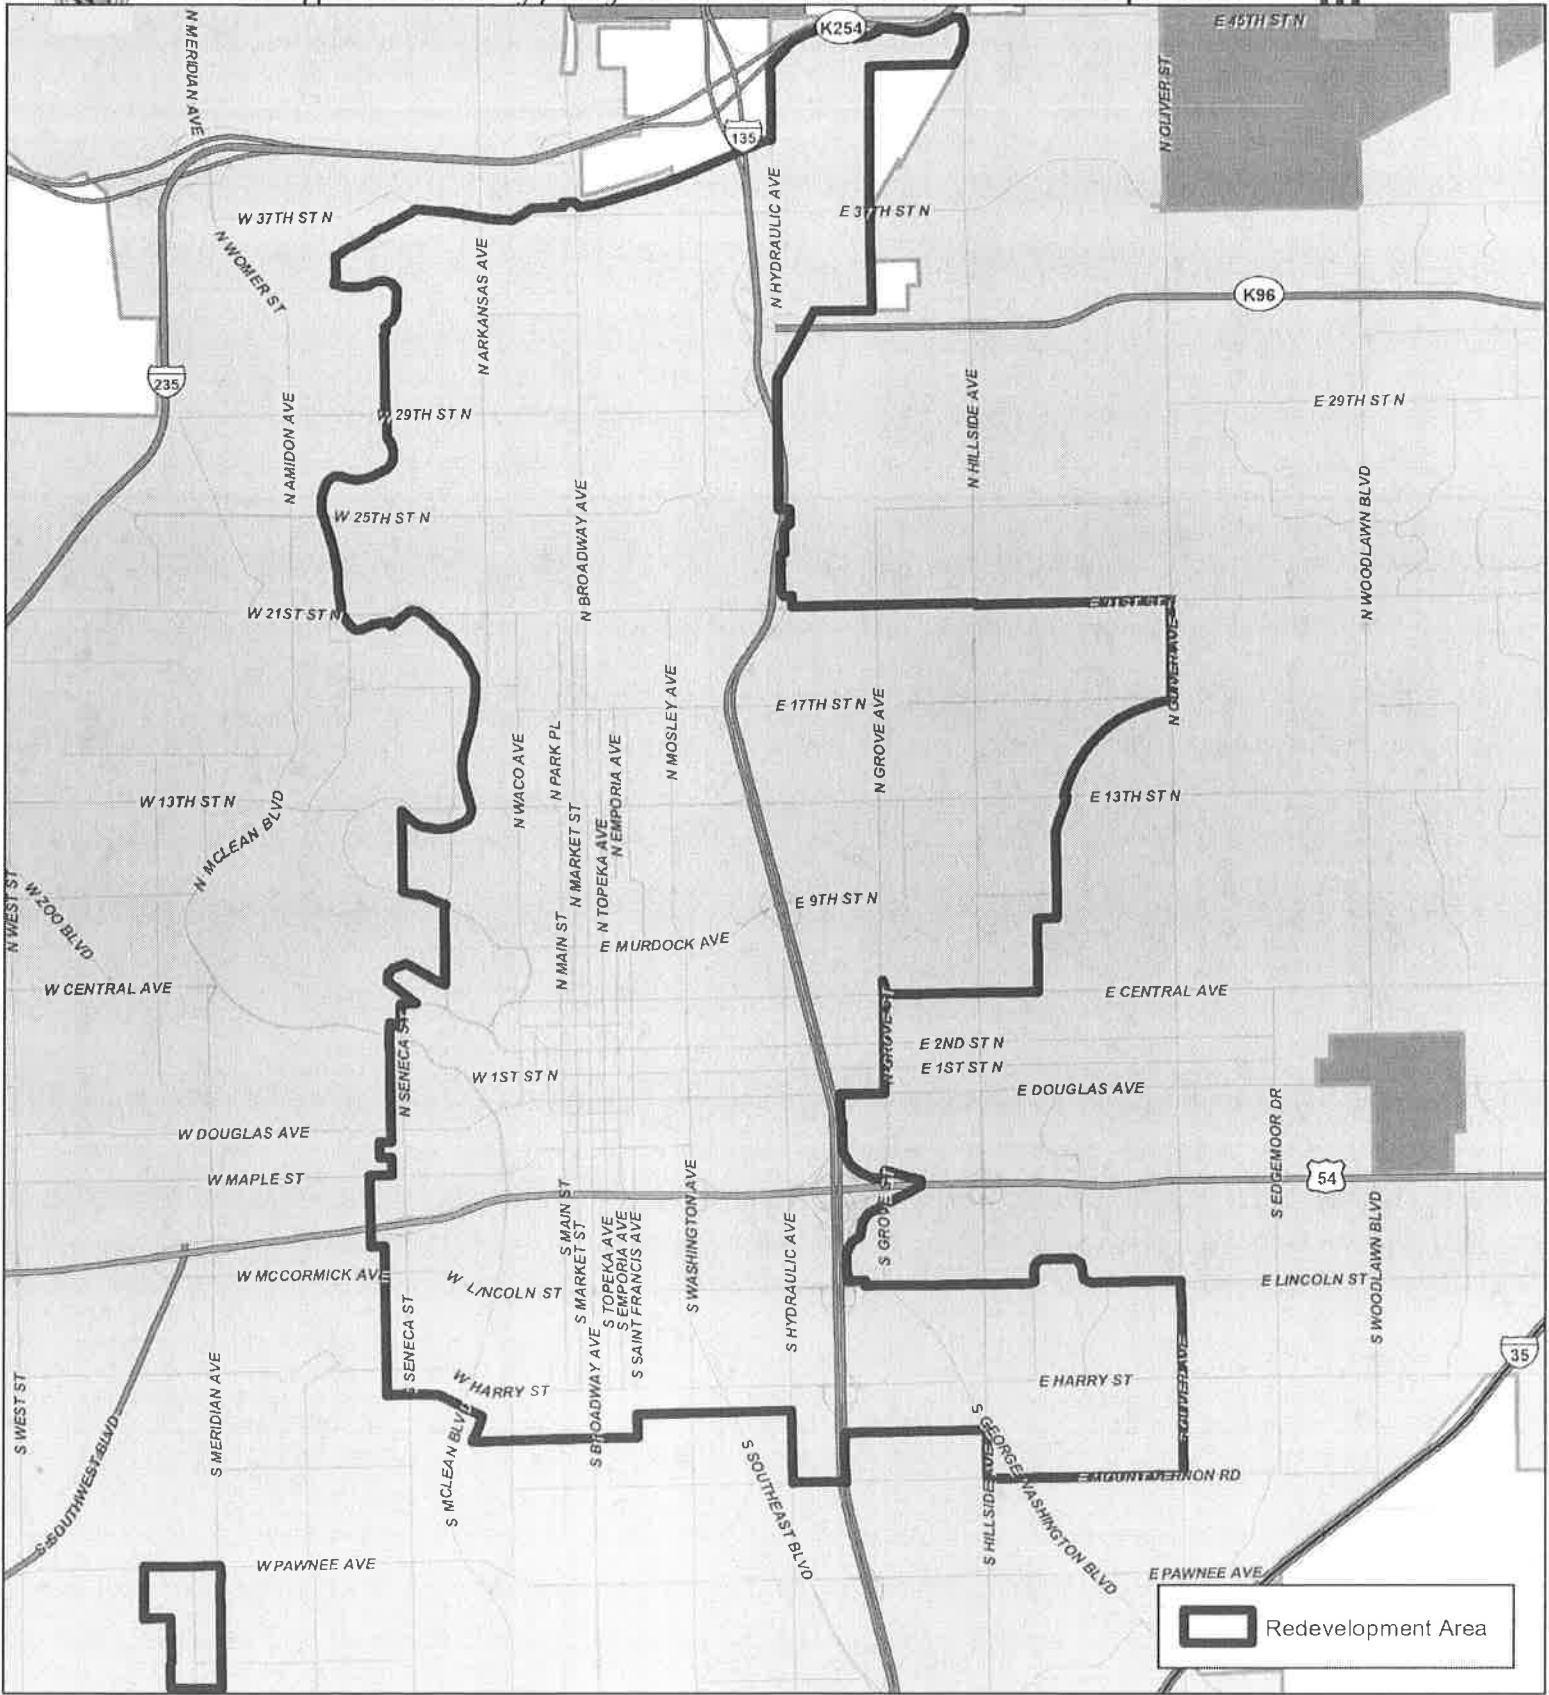 K254
E 45TH ST N
N MERIDIAN AVE
N OLIVER ST
135
W 37TH ST N
E 37TH ST N
N HYDRAULIC AVE
N WOMER ST
N ARKANSAS AVE
K96
235
N AMIDON AVE
W 29TH ST N
N HILLSIDE AVE
E 29TH ST N
W 25TH ST N
N BROADWAY AVE
N WOODLAWN BLVD
W 21ST ST N
N OLIVER AVE
N MOSLEY AVE
E 17TH ST N
N GROVE AVE
N WACO AVE
N PARK PL
N EMPORIA AVE
W 13TH ST N
E 13TH ST N
N MCLEAN BLVD
N MARKET ST
N TOPEKA AVE
N WEST ST
W ZOO BLVD
E 9TH ST N
N MAIN ST
E MURDOCK AVE
W CENTRAL AVE
E CENTRAL AVE
N SENECA ST
N GROVE ST
E 2ND ST N
E 1ST ST N
W 1ST ST N
E DOUGLAS AVE
S EDGEMOOR DR
W DOUGLAS AVE
W MAPLE ST
54
S MAIN ST
S WASHINGTON AVE
S GROVE ST
S WOODLAWN BLVD
S HYDRAULIC AVE
S MARKET ST
S TOPEKA AVE
S EMPORIA AVE
S SAINT FRANCIS AVE
W MCCORMICK AVE
W LINCOLN ST
E LINCOLN ST
S SENECA ST
S BROADWAY AVE
35
S WEST ST
S MERIDIAN AVE
W HARRY ST
E HARRY ST
S OLIVER AVE
S SOUTHWEST BLVD
S MCLEAN BLVD
S SOUTHEAST BLVD
S GEORGE WASHINGTON BLVD
S HILLSIDE AVE
E MOUNT VERNON RD
W PAWNEE AVE
E PAWNEE AVE
Redevelopment Area